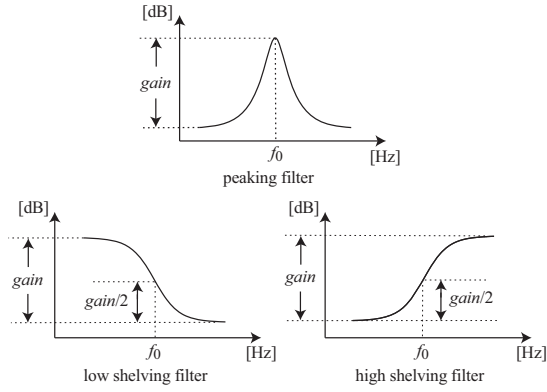 [dB]
gain
f0
[Hz]
peaking filter
[dB]
gain
gain/2
f0
[Hz]
low shelving filter
[dB]
gain
gain/2
f0
[Hz]
high shelving filter